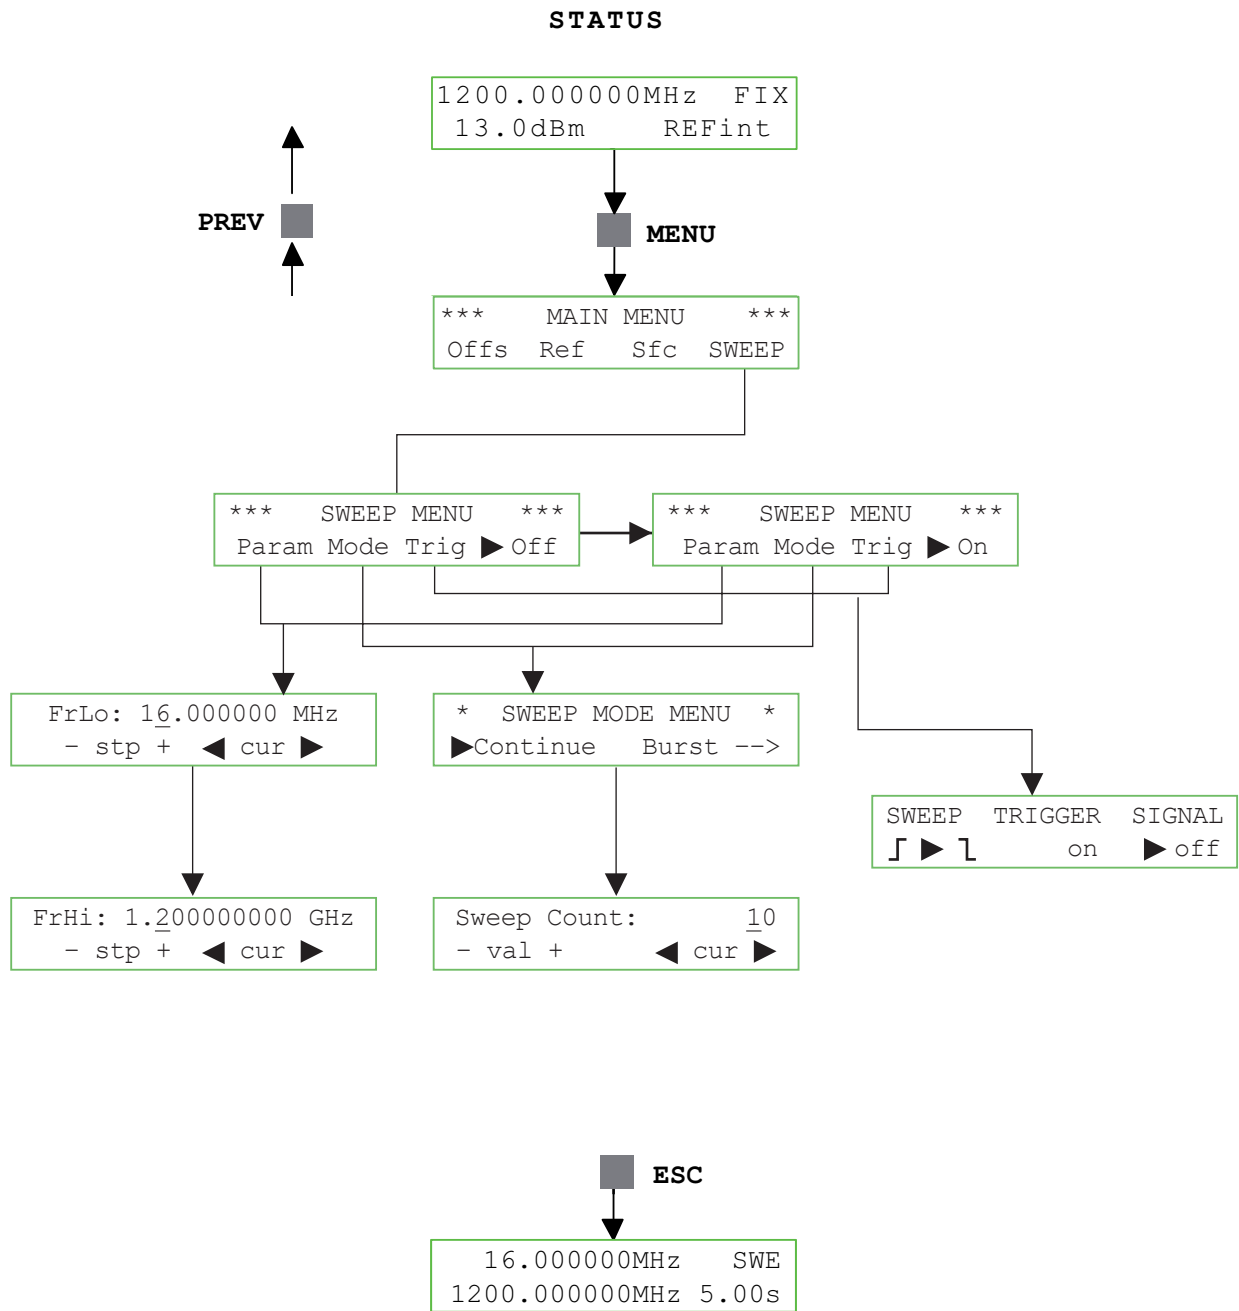 STATUS
1200.000000MHz FIX
13.0dBm REFint
PREV
MENU
*** MAIN MENU ***
Offs Ref Sfc SWEEP
*** SWEEP MENU ***
Param Mode Trig ▶ Off
*** SWEEP MENU ***
Param Mode Trig ▶ On
FrLo: 16.000000 MHz
- stp + ◀ cur ▶
* SWEEP MODE MENU *
▶Continue Burst -->
SWEEP TRIGGER SIGNAL
▶ on ▶ off
FrHi: 1.200000000 GHz
- stp + ◀ cur ▶
Sweep Count: 10
- val + ◀ cur ▶
ESC
16.000000MHz SWE
1200.000000MHz 5.00s